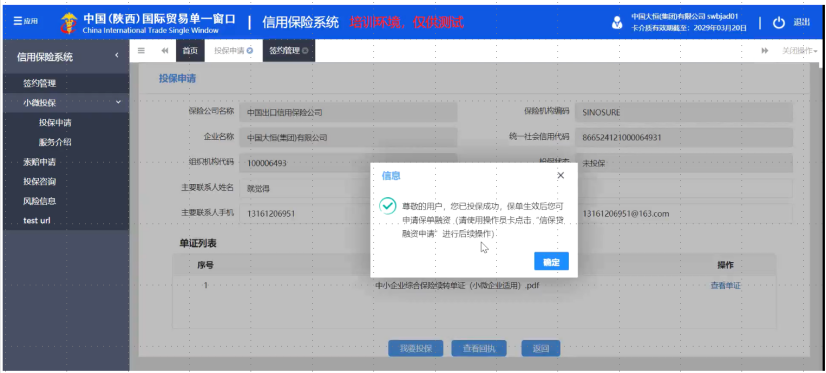 应用
中国(陕西)国际贸易单一窗口
China International Trade Single Window
信用保险系统
培训环境，仅供测试
中国大恒(集团)有限公司 swbjad01
卡介质有效期截至：2029年03月20日
退出
信用保险系统
首页
投保申请
签约管理
关闭操作
签约管理
小微投保
投保申请
服务介绍
索赔申请
投保咨询
风险信息
test url
投保申请
保险公司名称
中国出口信用保险公司
保险机构编码
SINOSURE
企业名称
中国大恒(集团)有限公司
统一社会信用代码
866524121000064931
组织机构代码
100006493
投保状态
未投保
主要联系人姓名
就觉得
主要联系人手机
13161206951
13161206951@163.com
信息
尊敬的用户，您已投保成功，保单生效后您可
申请保单融资（请使用操作员卡点击“信保贷
融资申请”进行后续操作）
确定
单证列表
序号
操作
1
中小企业综合保险续转单证（小微企业适用）.pdf
查看单证
我要投保
查看回执
返回